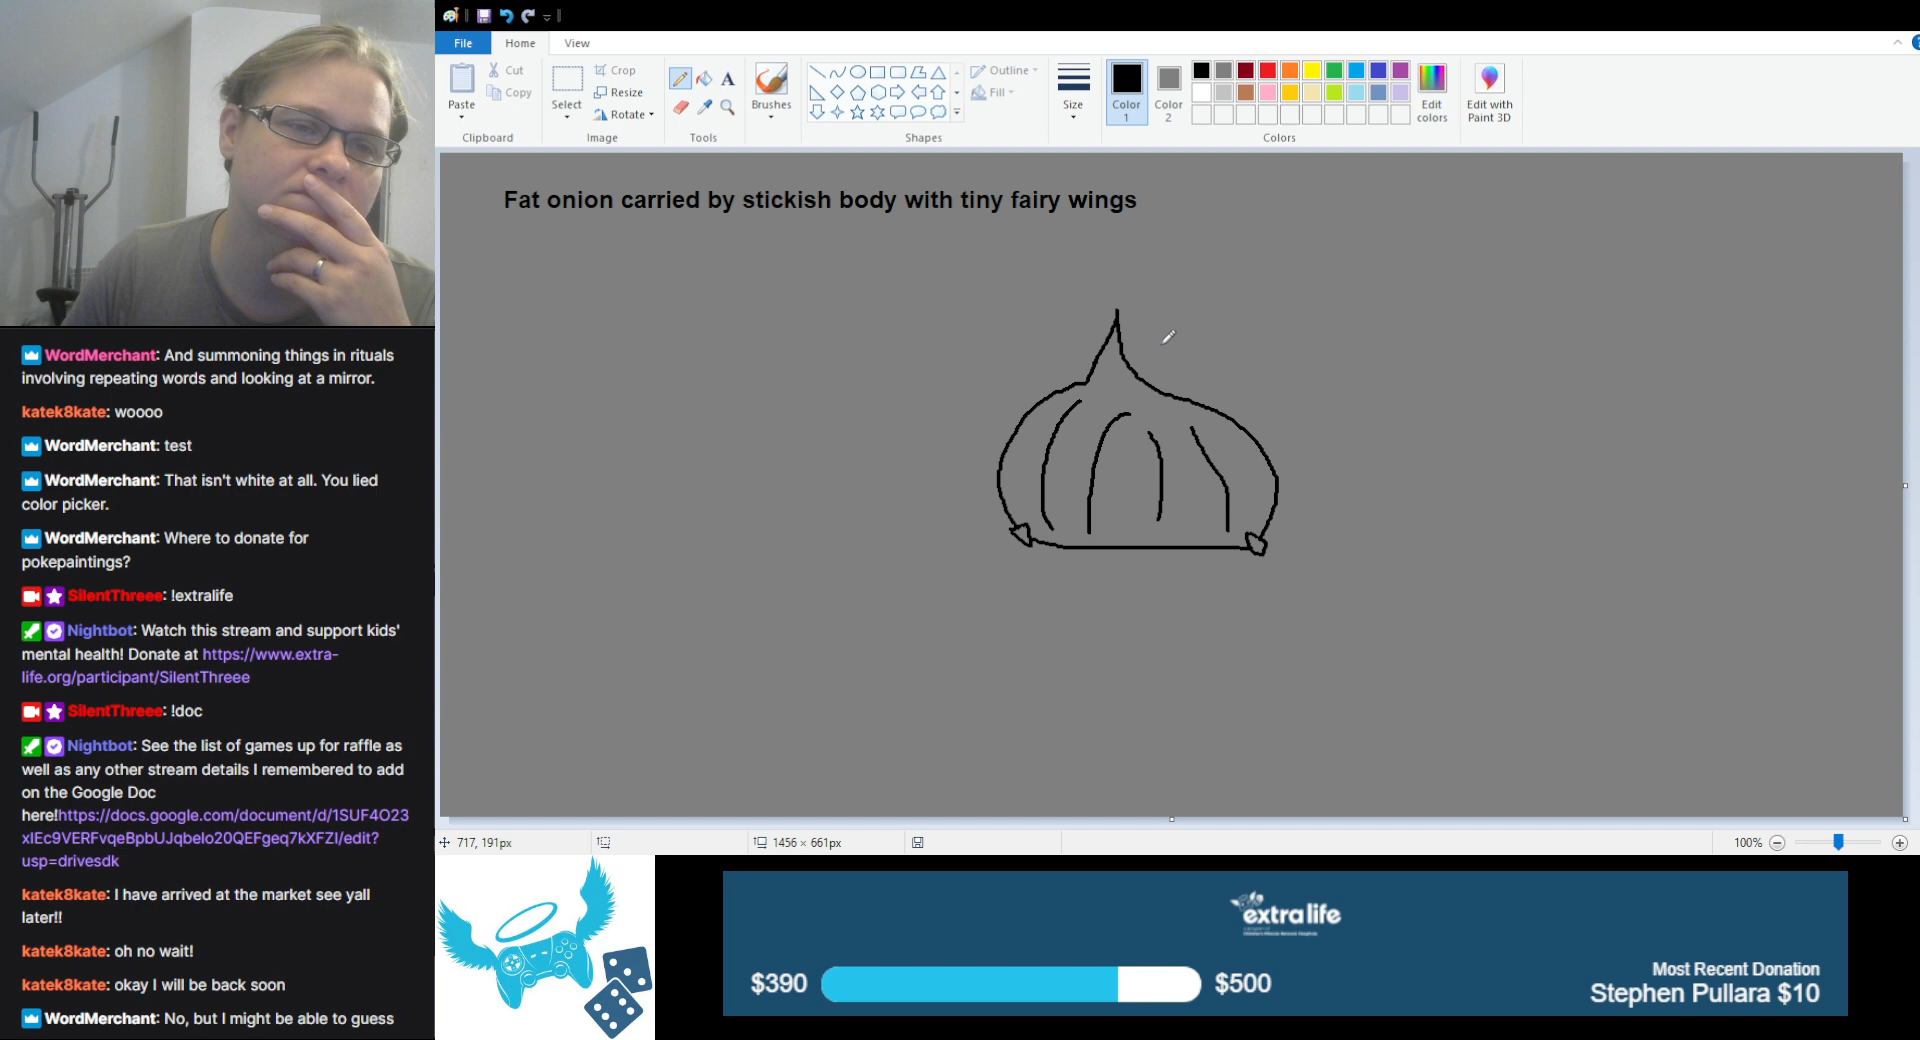 File Home View
Paste
Cut
Copy
Clipboard
Select
Crop
Resize
Rotate
Image
A
Tools
Brushes
Shapes
Outline
Fill
Size
Color
1
Color
2
Edit
colors
Edit with
Paint 3D
Colors
Fat onion carried by stickish body with tiny fairy wings
WordMerchant: And summoning things in rituals
involving repeating words and looking at a mirror.
katek8kate: woooo
WordMerchant: test
WordMerchant: That isn't white at all. You lied
color picker.
WordMerchant: Where to donate for
pokepaintings?
SilentThreee: !extralife
Nightbot: Watch this stream and support kids'
mental health! Donate at https://www.extra-
life.org/participant/SilentThreee
SilentThreee: !doc
Nightbot: See the list of games up for raffle as
well as any other stream details I remembered to add
on the Google Doc
here!https://docs.google.com/document/d/1SUF4O23
xIEc9VERFvqeBpbUJqbelo20QEFgeq7kXFZI/edit?
usp=drivesdk
katek8kate: I have arrived at the market see yall
later!!
katek8kate: oh no wait!
katek8kate: okay I will be back soon
WordMerchant: No, but I might be able to guess
717, 191px
1456 × 661px
100%
extra life
$390
$500
Most Recent Donation
Stephen Pullara $10